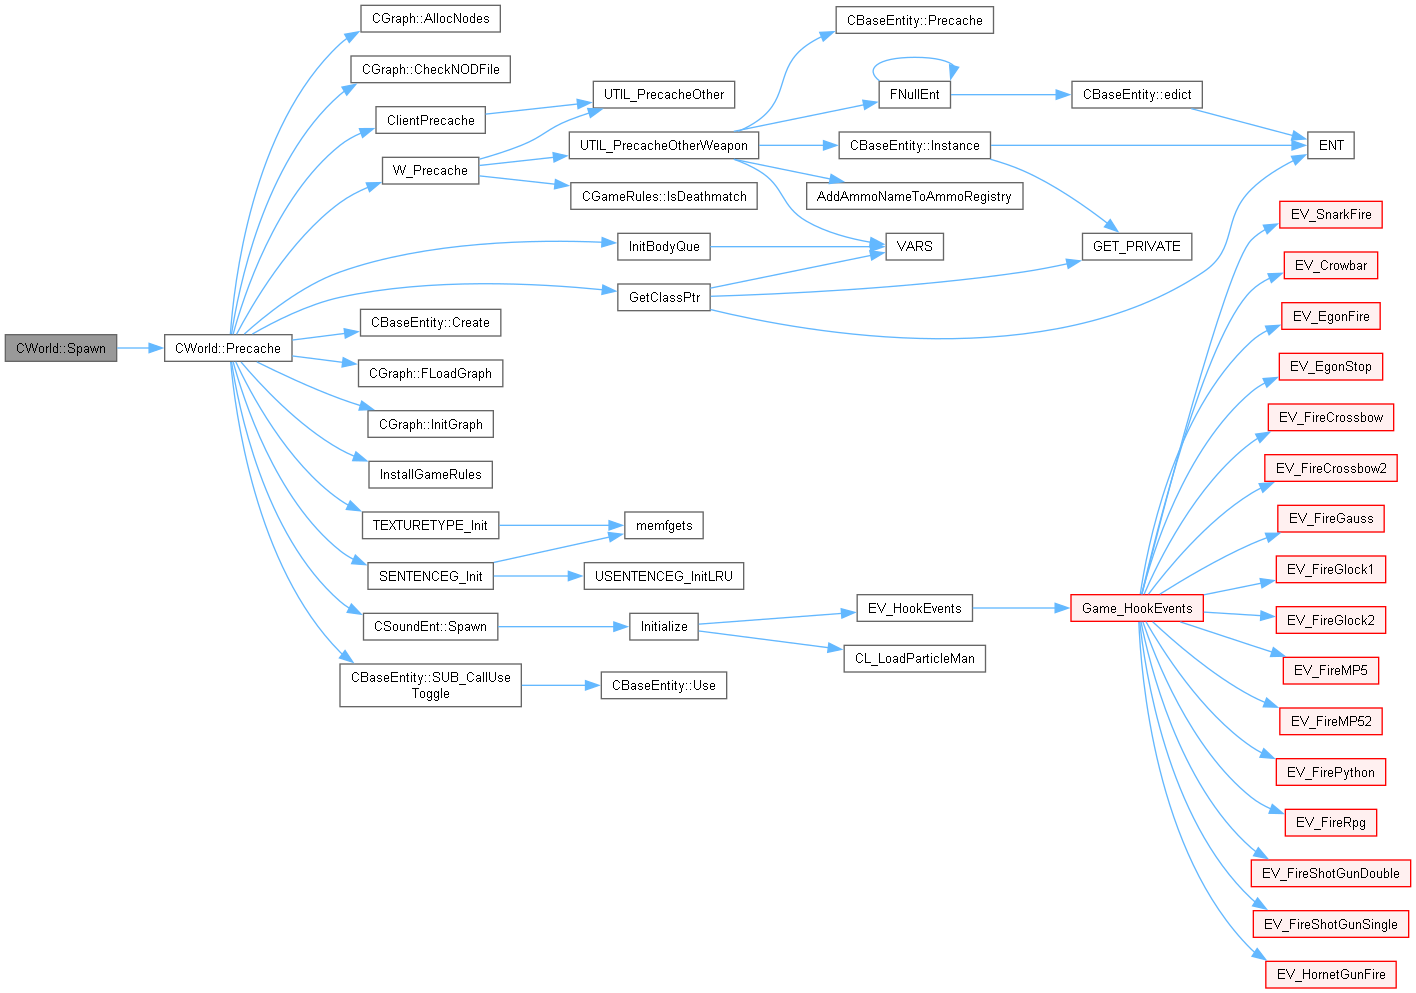 CWorld::Spawn
CWorld::Precache
CGraph::AllocNodes
CGraph::CheckNODFile
ClientPrecache
W_Precache
InitBodyQue
GetClassPtr
CBaseEntity::Create
CGraph::FLoadGraph
CGraph::InitGraph
InstallGameRules
TEXTURETYPE_Init
SENTENCEG_Init
CSoundEnt::Spawn
CBaseEntity::SUB_CallUse
Toggle
UTIL_PrecacheOther
UTIL_PrecacheOtherWeapon
CGameRules::IsDeathmatch
memfgets
USENTENCEG_InitLRU
Initialize
CBaseEntity::Use
CBaseEntity::Precache
FNullEnt
CBaseEntity::Instance
AddAmmoNameToAmmoRegistry
VARS
EV_HookEvents
CL_LoadParticleMan
CBaseEntity::edict
GET_PRIVATE
Game_HookEvents
ENT
EV_SnarkFire
EV_Crowbar
EV_EgonFire
EV_EgonStop
EV_FireCrossbow
EV_FireCrossbow2
EV_FireGauss
EV_FireGlock1
EV_FireGlock2
EV_FireMP5
EV_FireMP52
EV_FirePython
EV_FireRpg
EV_FireShotGunDouble
EV_FireShotGunSingle
EV_HornetGunFire